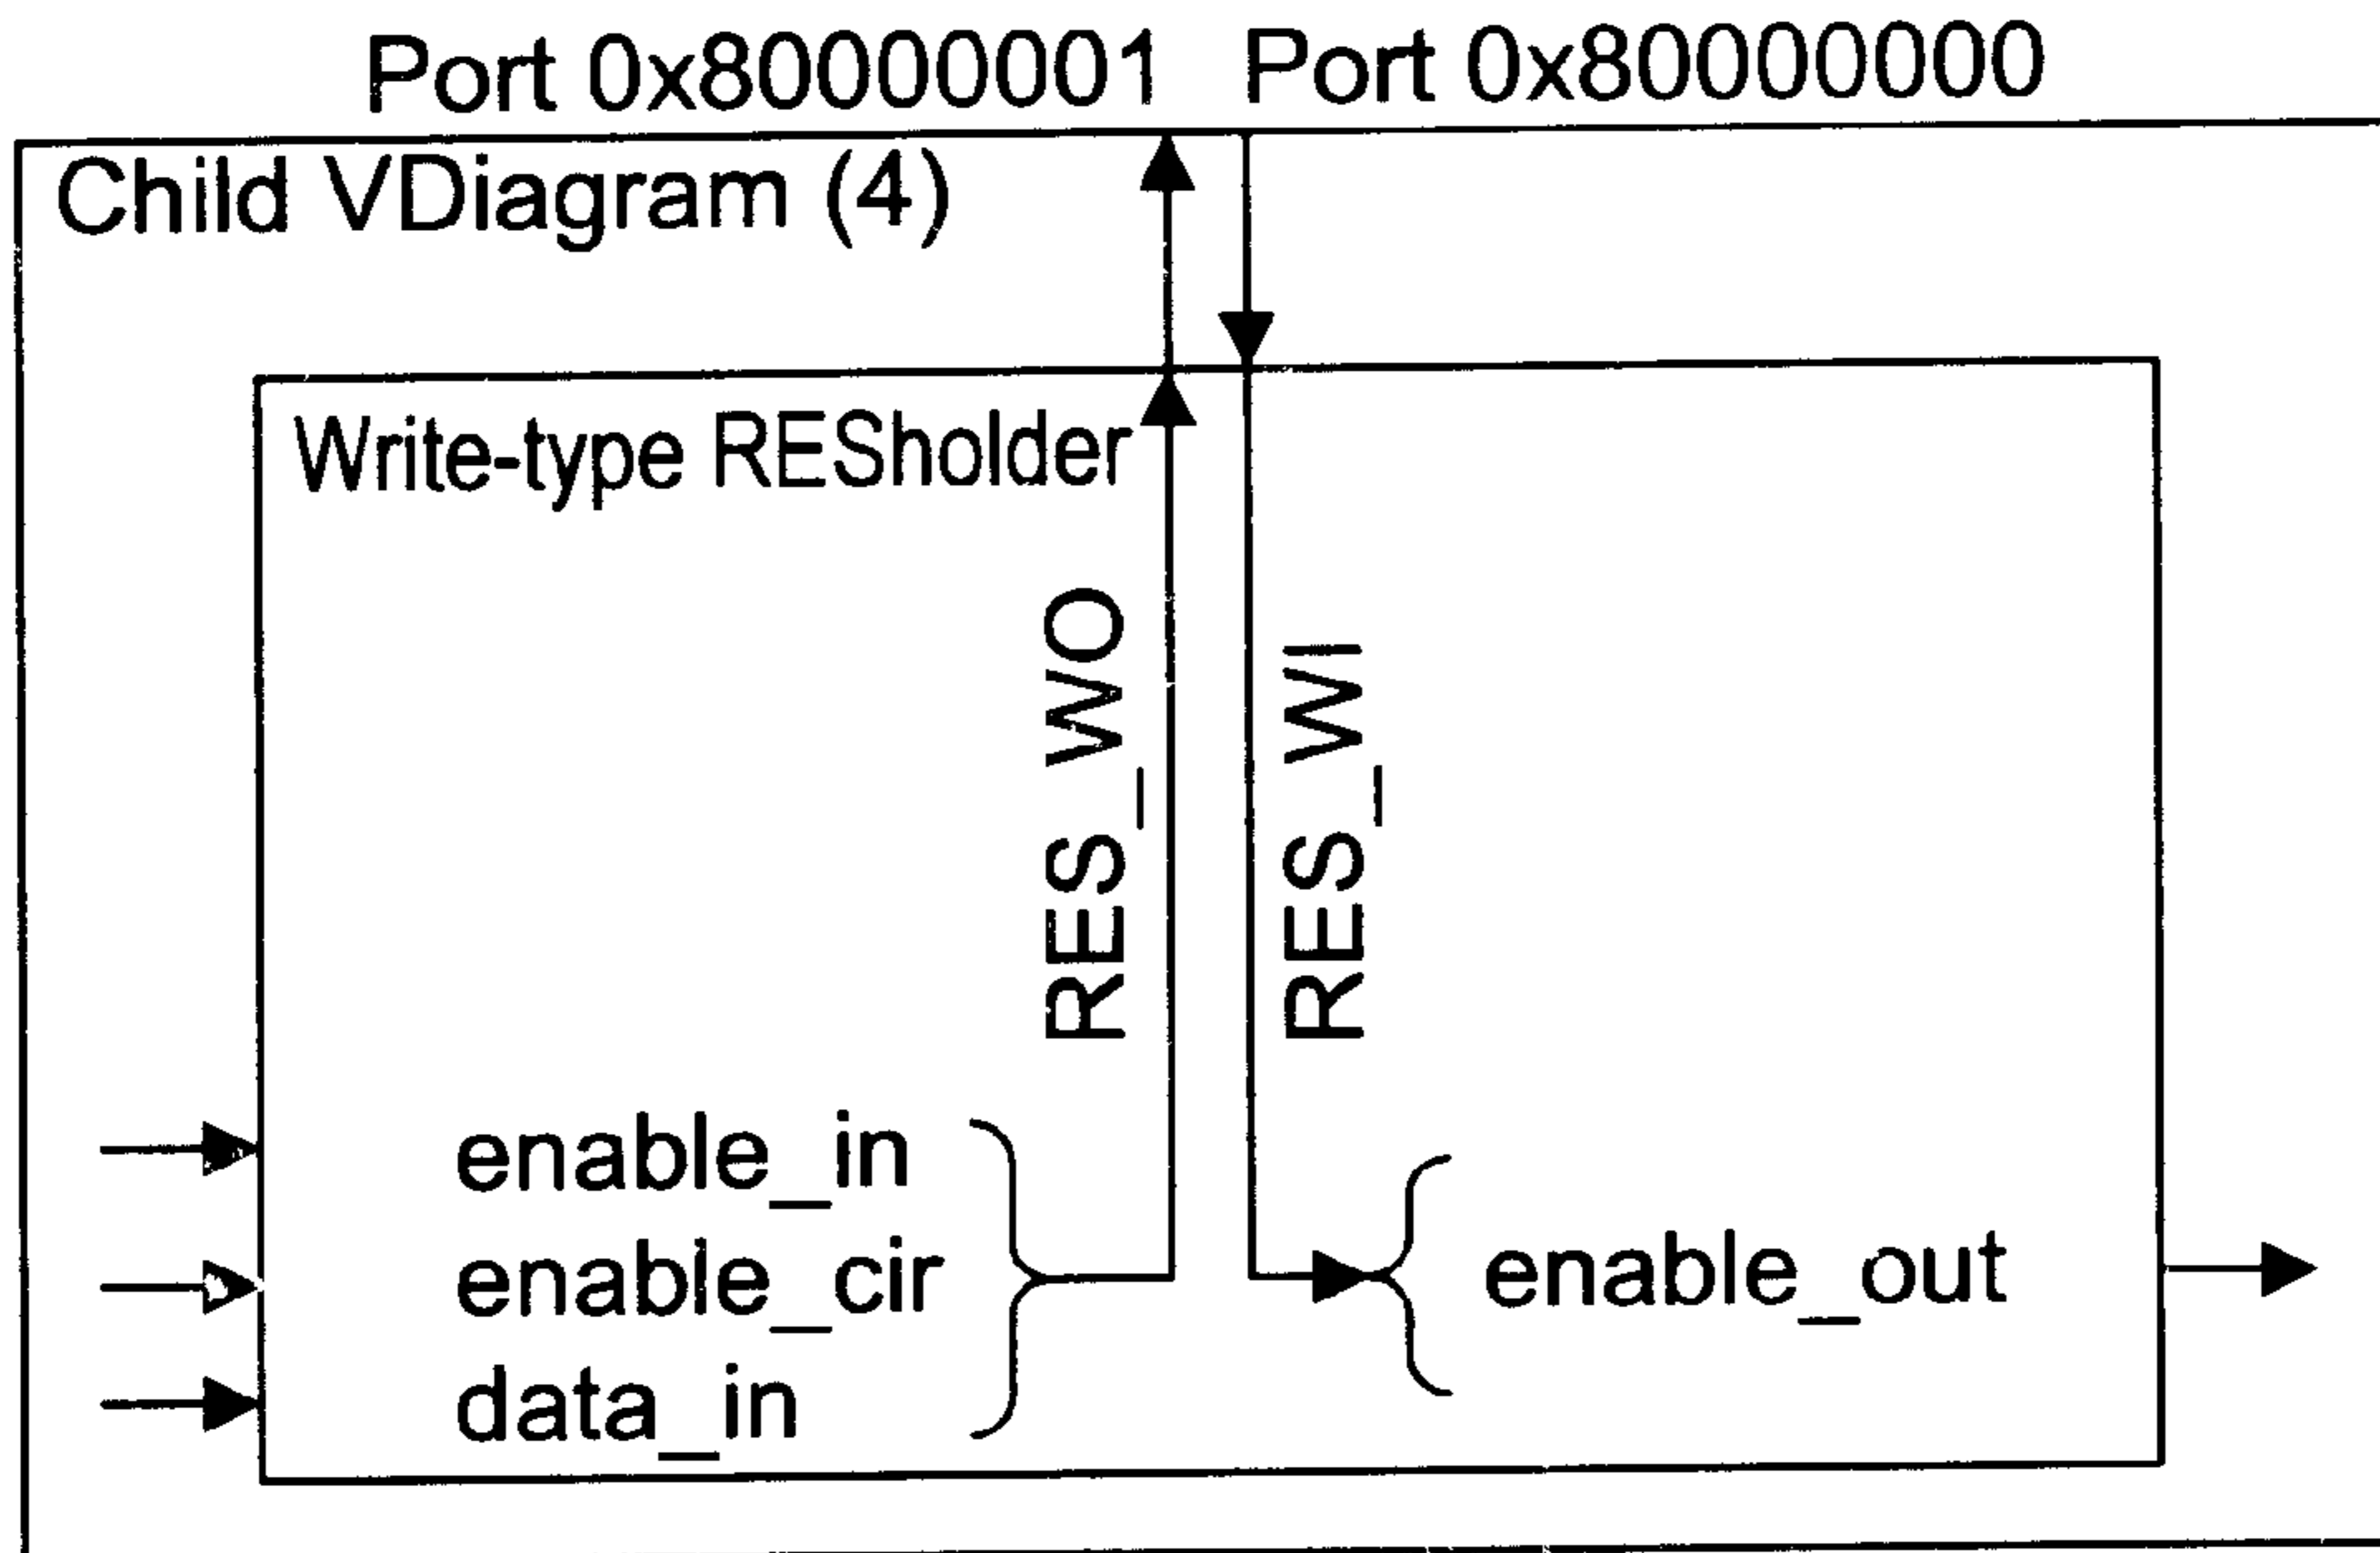 Port 0x80000001 Port 0x80000000
Child VDiagram (4)
Write-type RESholder
RES_WO
RES_WI
enable_in
enable_cir
data_in
enable_out